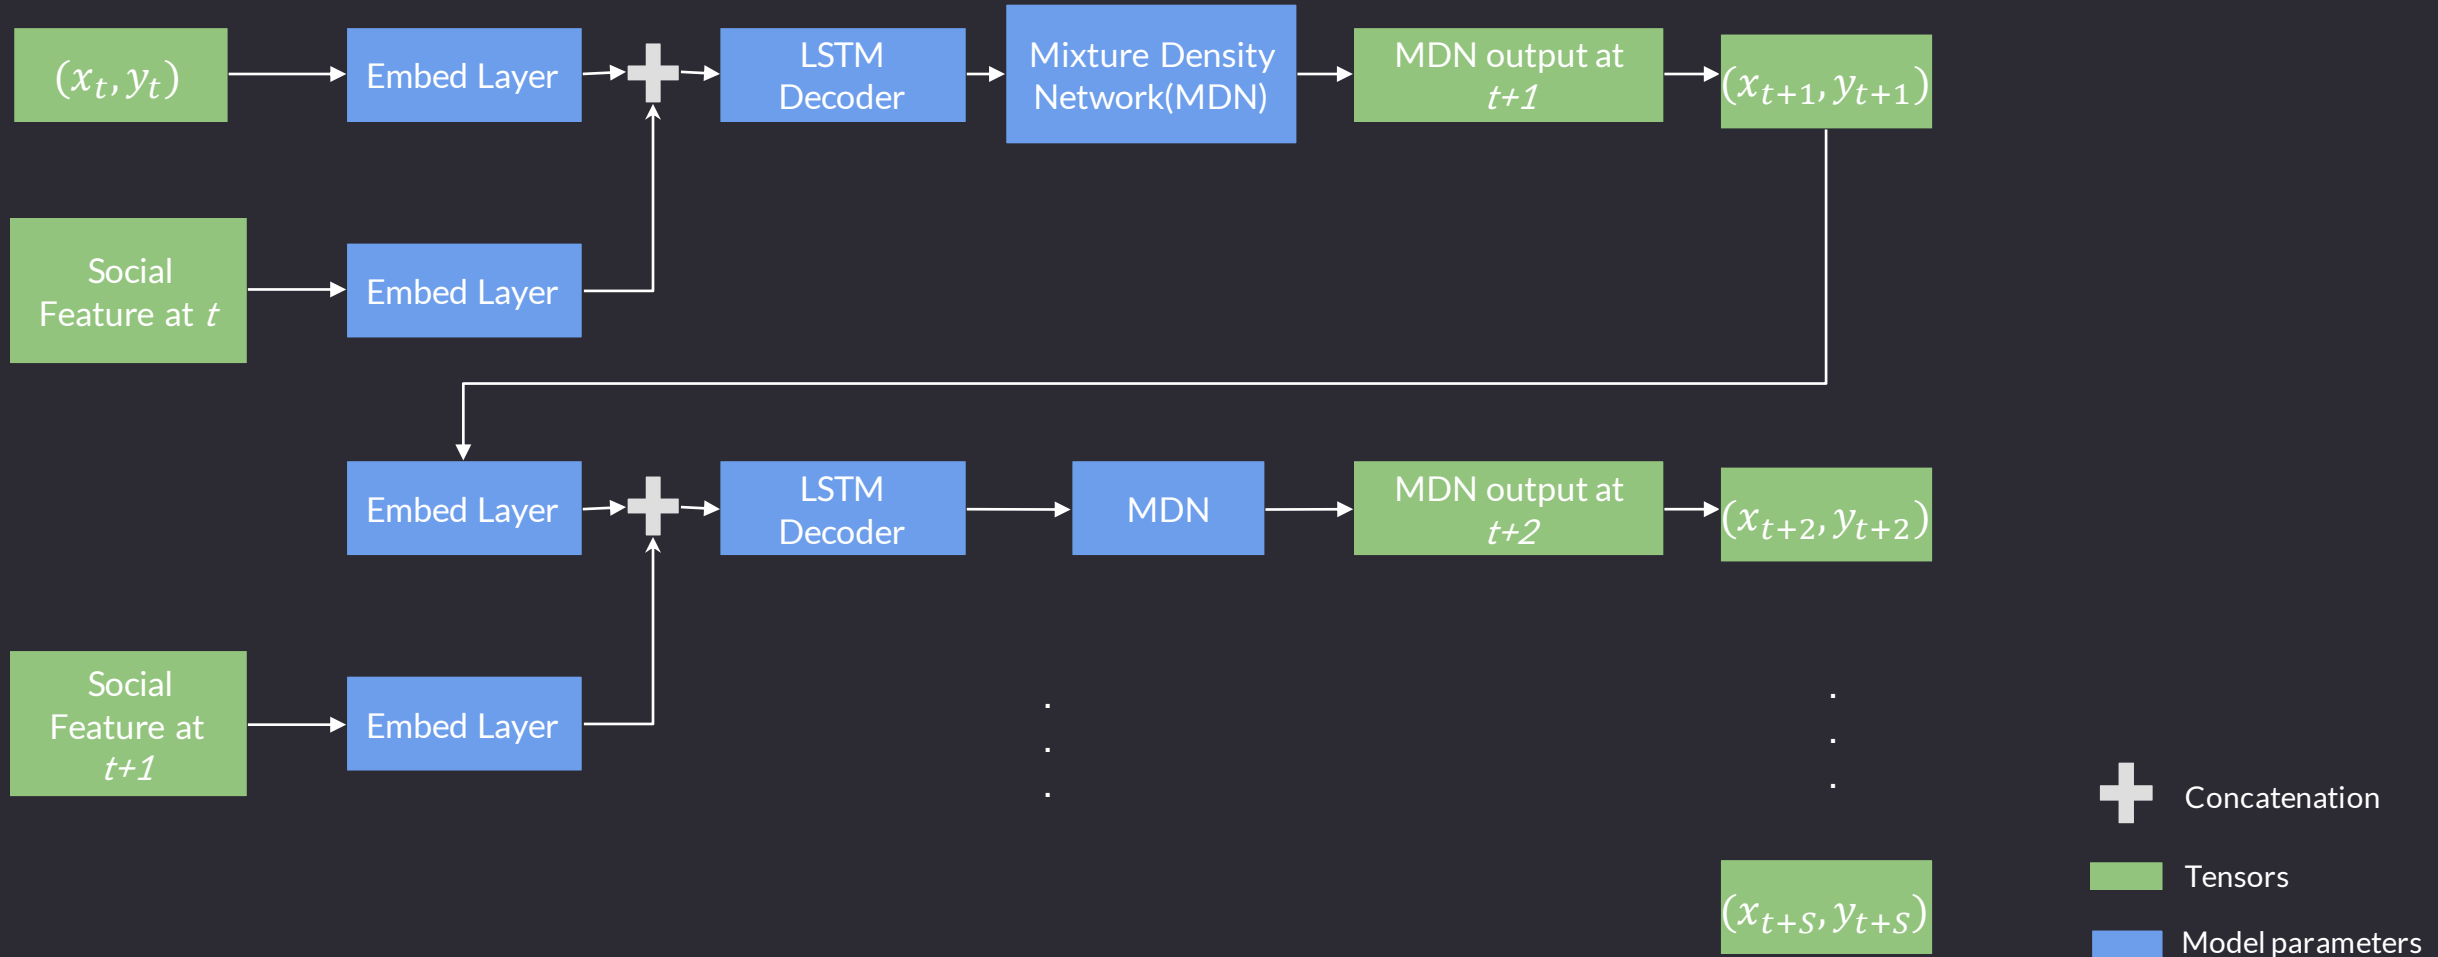 (x_t, y_t)
Embed Layer
LSTM
Decoder
Mixture Density
Network(MDN)
MDN output at
t+1
(x_{t+1}, y_{t+1})
Social
Feature at t
Embed Layer
Embed Layer
LSTM
Decoder
MDN
MDN output at
t+2
(x_{t+2}, y_{t+2})
Social
Feature at
t+1
Embed Layer
.
.
.
.
.
.
(x_{t+S}, y_{t+S})
Concatenation
Tensors
Model parameters